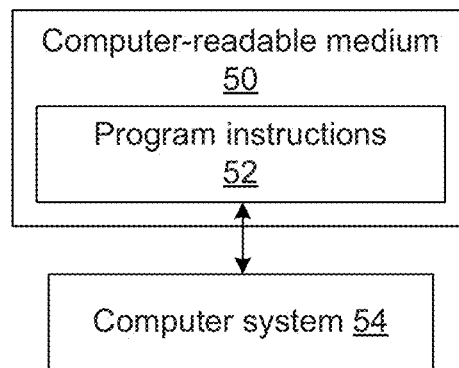 Computer-readable medium
50
Program instructions
52
Computer system 54